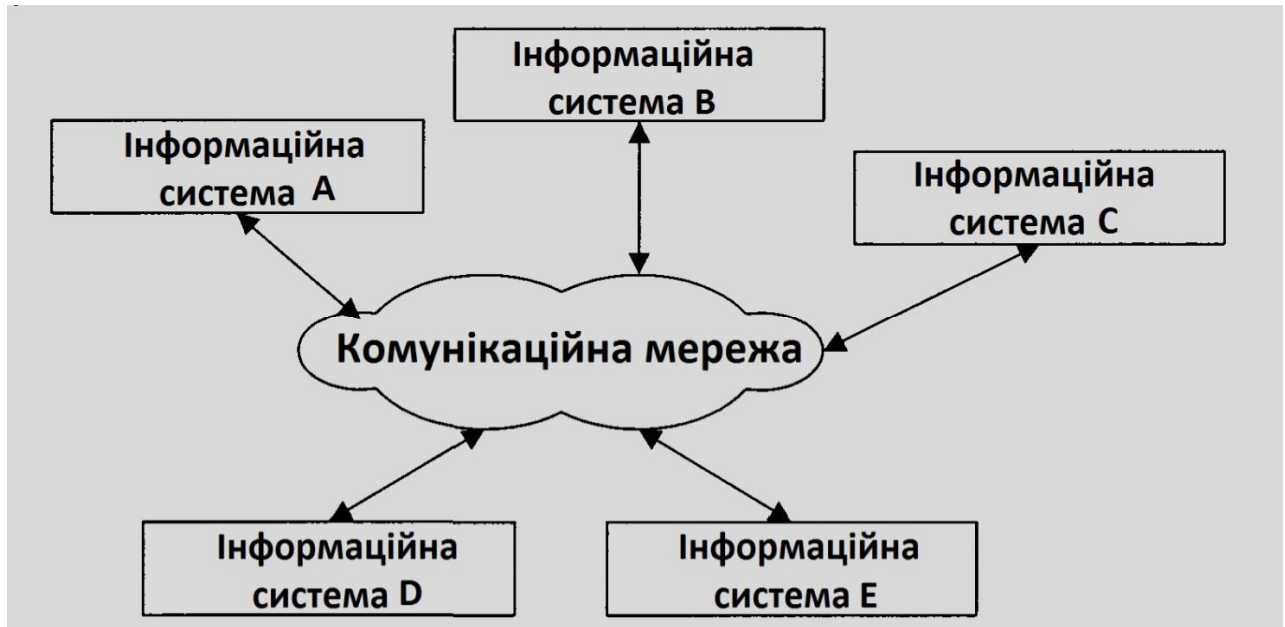 Інформаційна
система B
Інформаційна
система A
Інформаційна
система C
Комунікаційна мережа
Інформаційна
система D
Інформаційна
система E